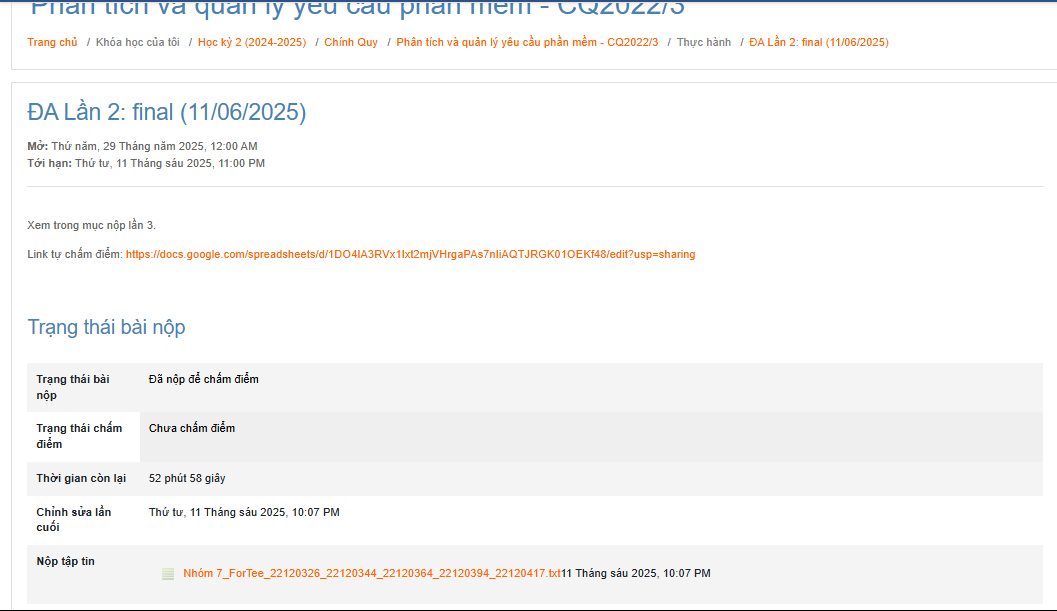 Phân tích và quản lý yêu cầu phần mềm - CQ2022/3
Trang chủ / Khóa học của tôi / Học kỳ 2 (2024-2025) / Chính Quy / Phân tích và quản lý yêu cầu phần mềm - CQ2022/3 / Thực hành / ĐA Lần 2: final (11/06/2025)
ĐA Lần 2: final (11/06/2025)
Mở: Thứ năm, 29 Tháng năm 2025, 12:00 AM
Tới hạn: Thứ tư, 11 Tháng sáu 2025, 11:00 PM
Xem trong mục nộp lần 3.
Link tự chấm điểm: https://docs.google.com/spreadsheets/d/1DO4IA3RVx1Ixt2mjVHrgaPAs7nIiAQTJRGK01OEKf48/edit?usp=sharing
Trạng thái bài nộp
Trạng thái bài
nộp
Đã nộp để chấm điểm
Trạng thái chấm
điểm
Chưa chấm điểm
Thời gian còn lại
52 phút 58 giây
Chỉnh sửa lần
cuối
Thứ tư, 11 Tháng sáu 2025, 10:07 PM
Nộp tập tin
Nhóm 7_ForTee_22120326_22120344_22120364_22120394_22120417.txt11 Tháng sáu 2025, 10:07 PM